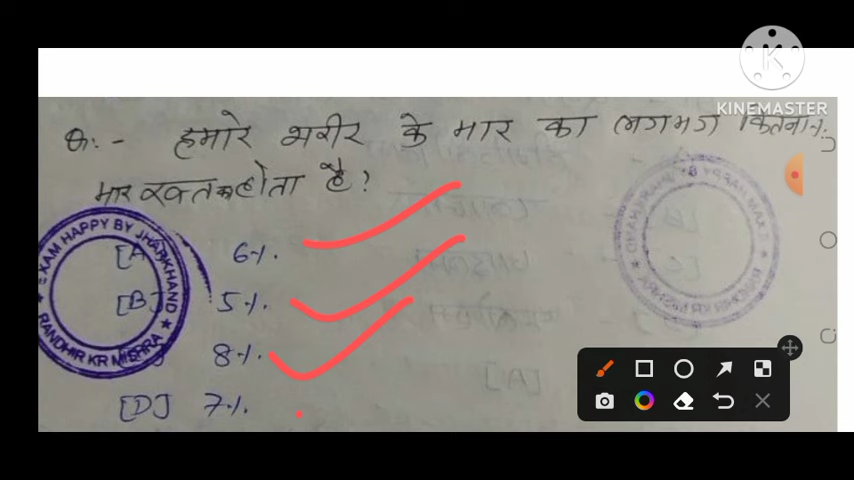 KINEMASTER
Q:- हमारे शरीर के भार का लगभग कितना%
भार रक्त का होता है?
[A] 6%.
[B] 5%.
8%.
[D] 7%.
EXAM HAPPY BY JHARKHAND
RANDHIR KR MISHRA
[A]